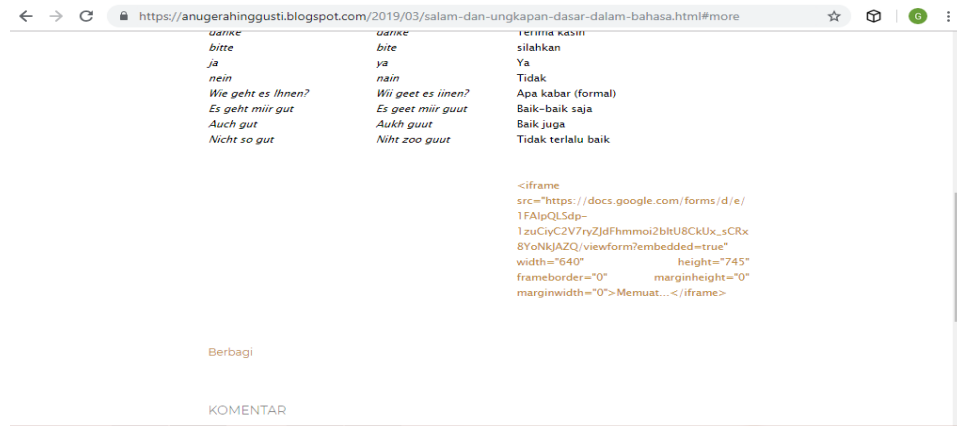 https://anugerahinggusti.blogspot.com/2019/03/salam-dan-ungkapan-dasar-dalam-bahasa.html#more
G
danke danke Terima kasih
bitte bite silahkan
ja ya Ya
nein nain Tidak
Wie geht es Ihnen? Wii geet es iinen? Apa kabar (formal)
Es geht miir gut Es geet miir guut Baik-baik saja
Auch gut Aukh guut Baik juga
Nicht so gut Niht zoo guut Tidak terlalu baik
<iframe
src="https://docs.google.com/forms/d/e/
1FAIpQLSdp-
1zuCiyC2V7ryZJdFhmmoi2bltU8CkUx_sCRx
8YoNkJAZQ/viewform?embedded=true"
width="640" height="745"
frameborder="0" marginheight="0"
marginwidth="0">Memuat...</iframe>
Berbagi
KOMENTAR